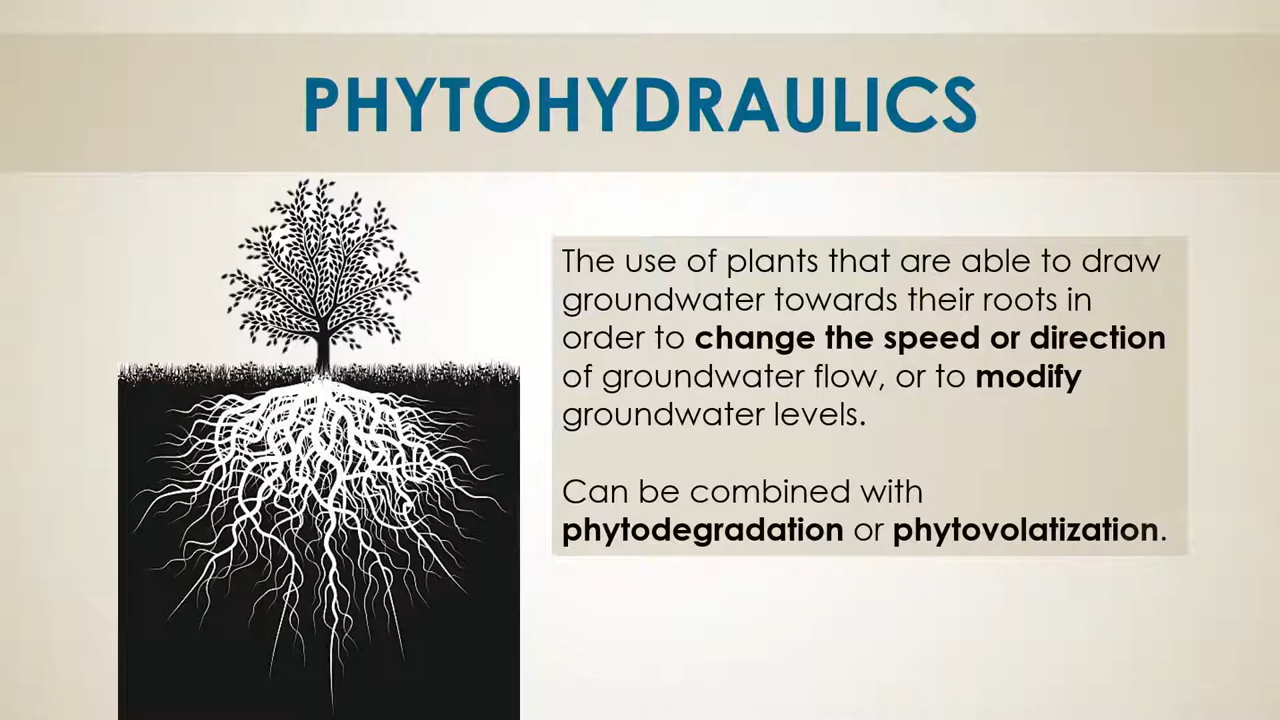 PHYTOHYDRAULICS
The use of plants that are able to draw
groundwater towards their roots in
order to change the speed or direction
of groundwater flow, or to modify
groundwater levels.
Can be combined with
phytodegradation or phytovolatization.